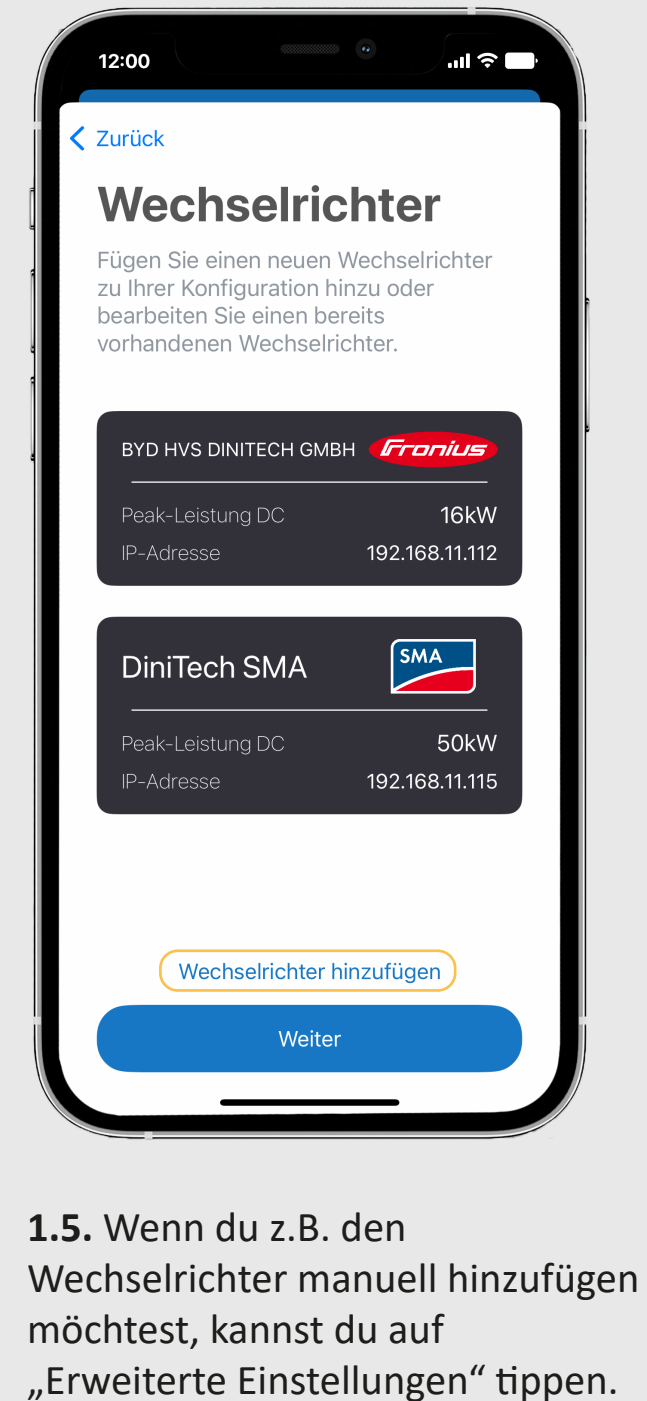 12:00
Zurück
Wechselrichter
Fügen Sie einen neuen Wechselrichter
zu Ihrer Konfiguration hinzu oder
bearbeiten Sie einen bereits
vorhandenen Wechselrichter.
BYD HVS DINITECH GMBH Fronius
Peak-Leistung DC 16kW
IP-Adresse 192.168.11.112
DiniTech SMA SMA
Peak-Leistung DC 50kW
IP-Adresse 192.168.11.115
Wechselrichter hinzufügen
Weiter
1.5. Wenn du z.B. den
Wechselrichter manuell hinzufügen
möchtest, kannst du auf
„Erweiterte Einstellungen“ tippen.